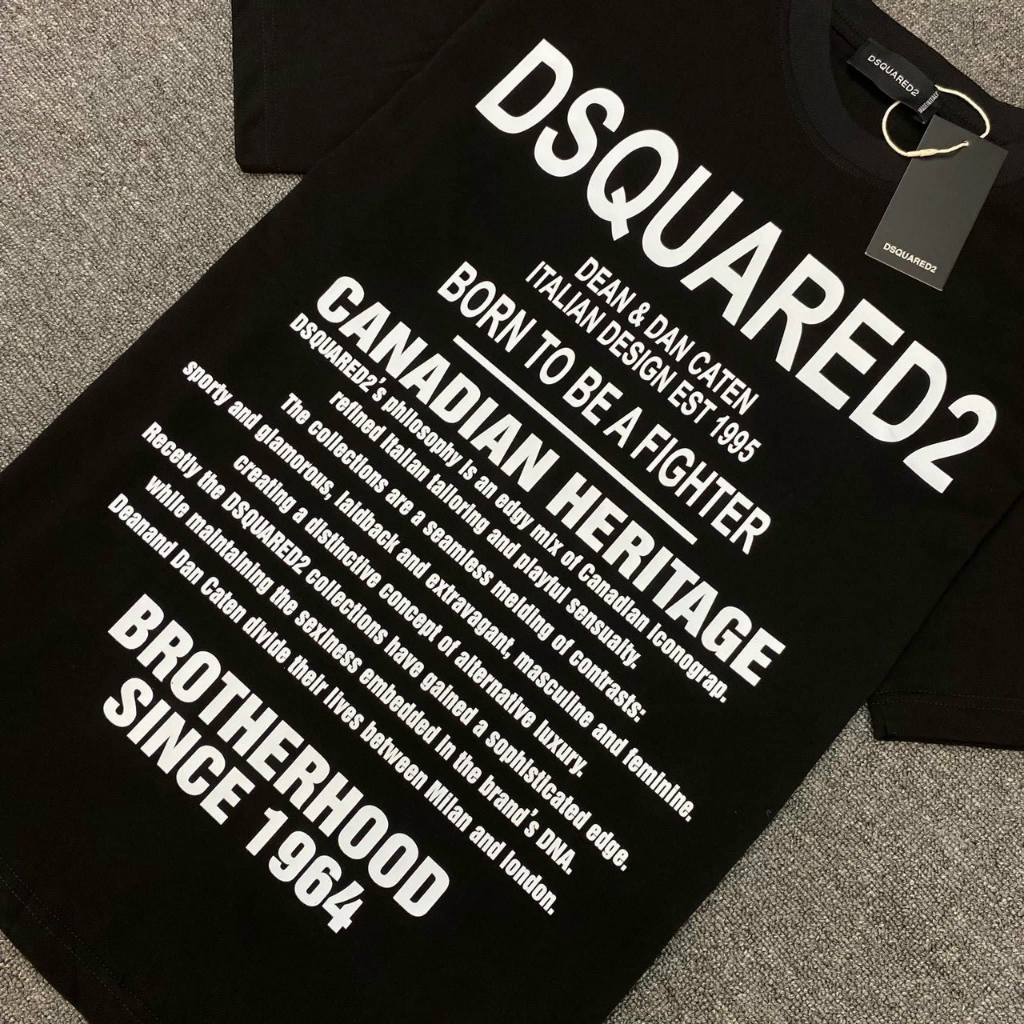 DSQUARED2
DSQUARED2
DSQUARED2
DEAN & DAN CATEN
ITALIAN DESIGN EST 1995
BORN TO BE A FIGHTER
CANADIAN HERITAGE
DSQUARED2's philosophy is an edgy mix of Canadian Iconograp.
refined Italian tailoring and playful sensually.
The collections are a seamless melding of contrasts:
sporty and glamorous, laidback and extravagant, masculine and feminine.
creating a distinctive concept of alternative luxury.
Recetly the DSQUARED2 collections have gained a sophisticated edge.
while maintaining the sexiness embedded in the brand's DNA.
Deanand Dan Caten divide their lives between Milan and london.
BROTHERHOOD
SINCE 1964